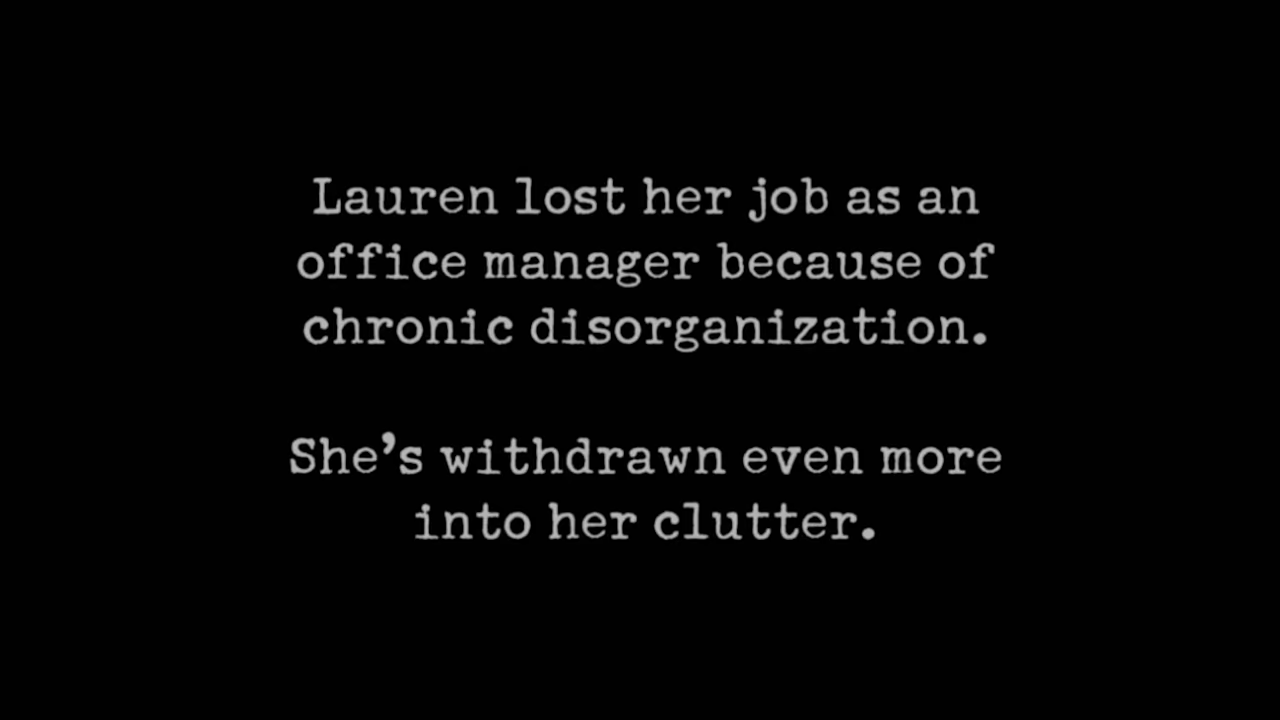 Lauren lost her job as an
office manager because of
chronic disorganization.
She’s withdrawn even more
into her clutter.